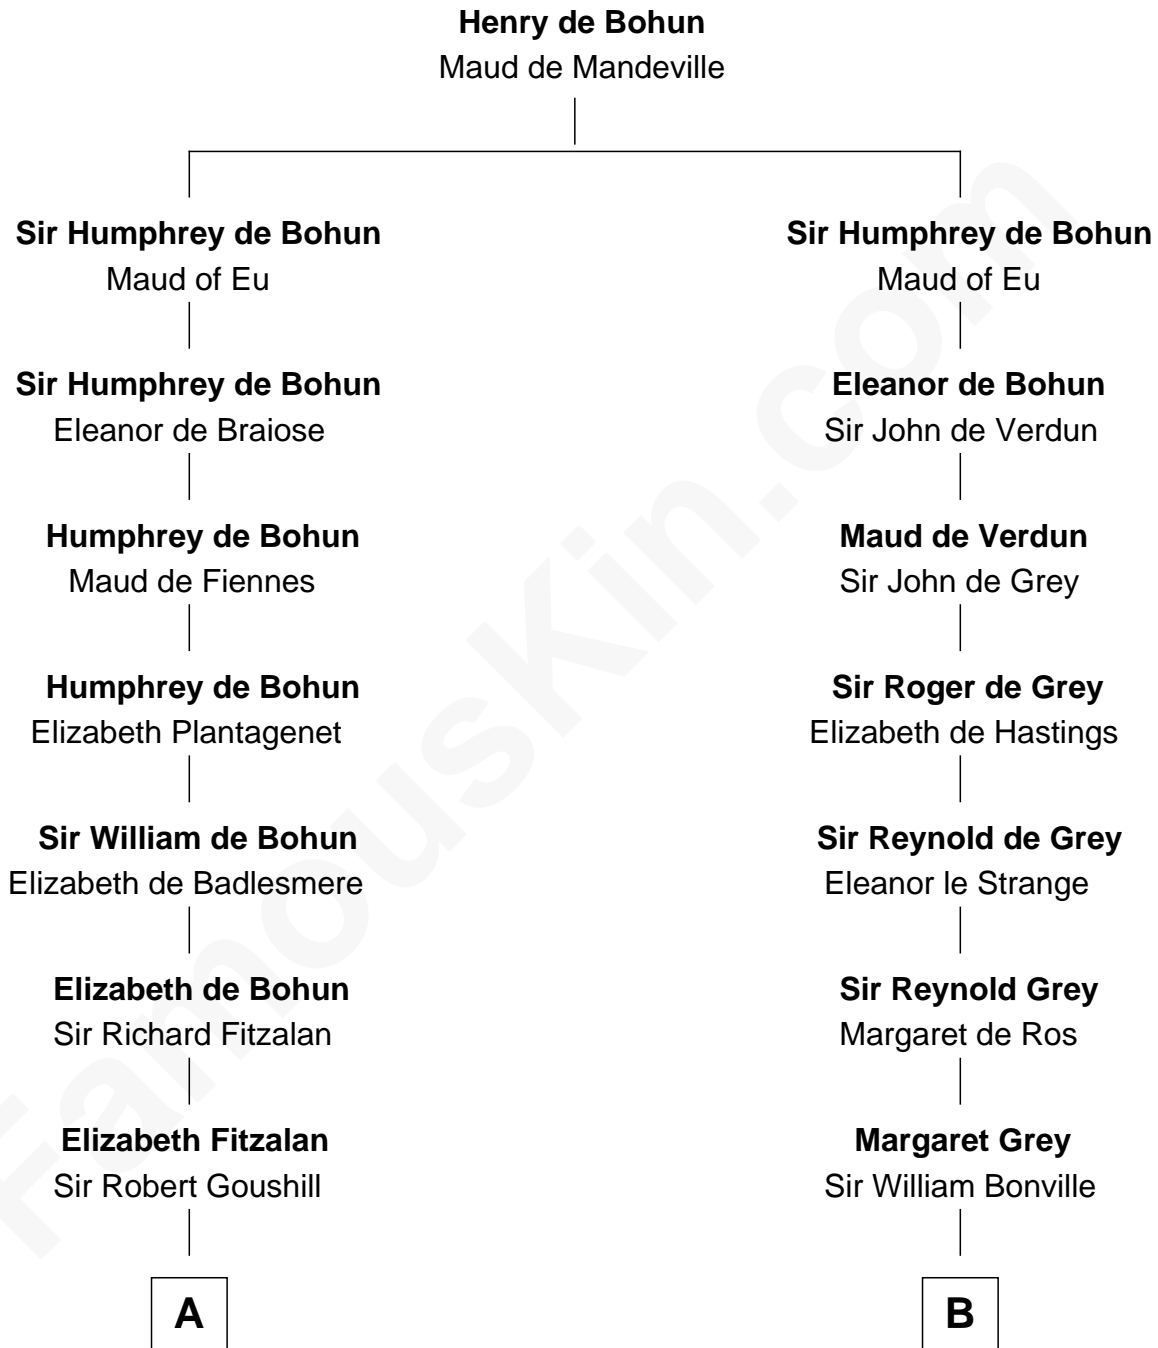 Henry de Bohun
Maud de Mandeville
Sir Humphrey de Bohun
Maud of Eu
Sir Humphrey de Bohun
Eleanor de Braiose
Humphrey de Bohun
Maud de Fiennes
Humphrey de Bohun
Elizabeth Plantagenet
Sir William de Bohun
Elizabeth de Badlesmere
Elizabeth de Bohun
Sir Richard Fitzalan
Elizabeth Fitzalan
Sir Robert Goushill
A
Sir Humphrey de Bohun
Maud of Eu
Eleanor de Bohun
Sir John de Verdun
Maud de Verdun
Sir John de Grey
Sir Roger de Grey
Elizabeth de Hastings
Sir Reynold de Grey
Eleanor le Strange
Sir Reynold Grey
Margaret de Ros
Margaret Grey
Sir William Bonville
B
FamousKin.com